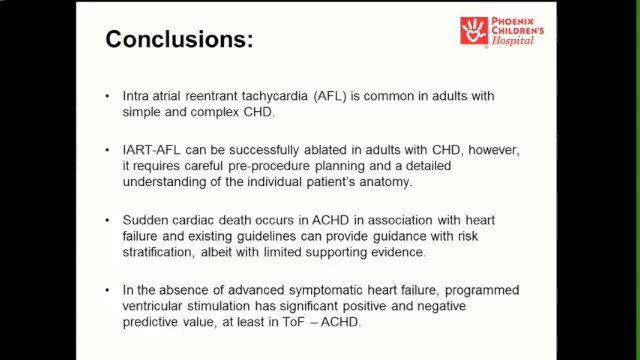 Conclusions:
PHOENIX
CHILDREN'S
Hospital
• Intra atrial reentrant tachycardia (AFL) is common in adults with
simple and complex CHD.
• IART-AFL can be successfully ablated in adults with CHD, however,
it requires careful pre-procedure planning and a detailed
understanding of the individual patient's anatomy.
• Sudden cardiac death occurs in ACHD in association with heart
failure and existing guidelines can provide guidance with risk
stratification, albeit with limited supporting evidence.
• In the absence of advanced symptomatic heart failure, programmed
ventricular stimulation has significant positive and negative
predictive value, at least in ToF – ACHD.